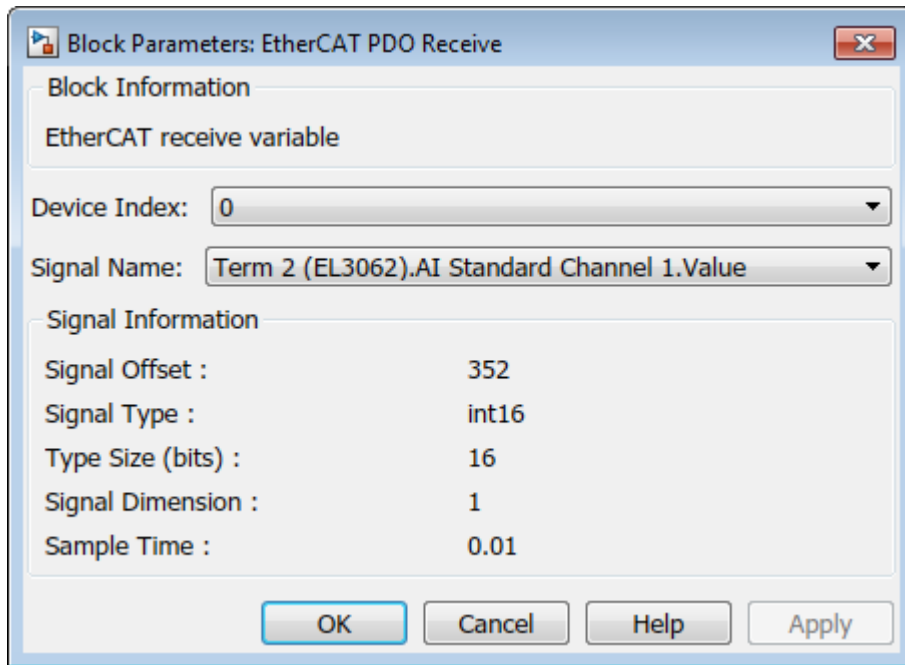 Block Parameters: EtherCAT PDO Receive
Block Information
EtherCAT receive variable
Device Index: 0
Signal Name: Term 2 (EL3062).AI Standard Channel 1.Value
Signal Information
Signal Offset : 352
Signal Type : int16
Type Size (bits) : 16
Signal Dimension : 1
Sample Time : 0.01
OK Cancel Help Apply